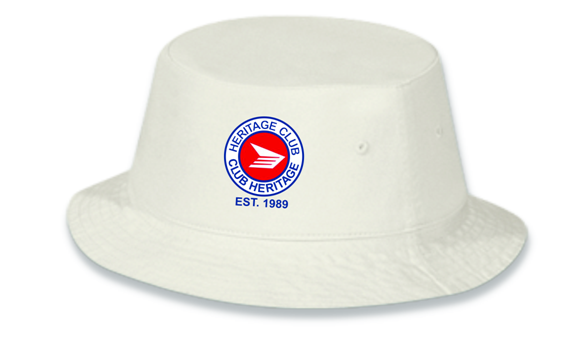 HERITAGE CLUB
CLUB HERITAGE
EST. 1989